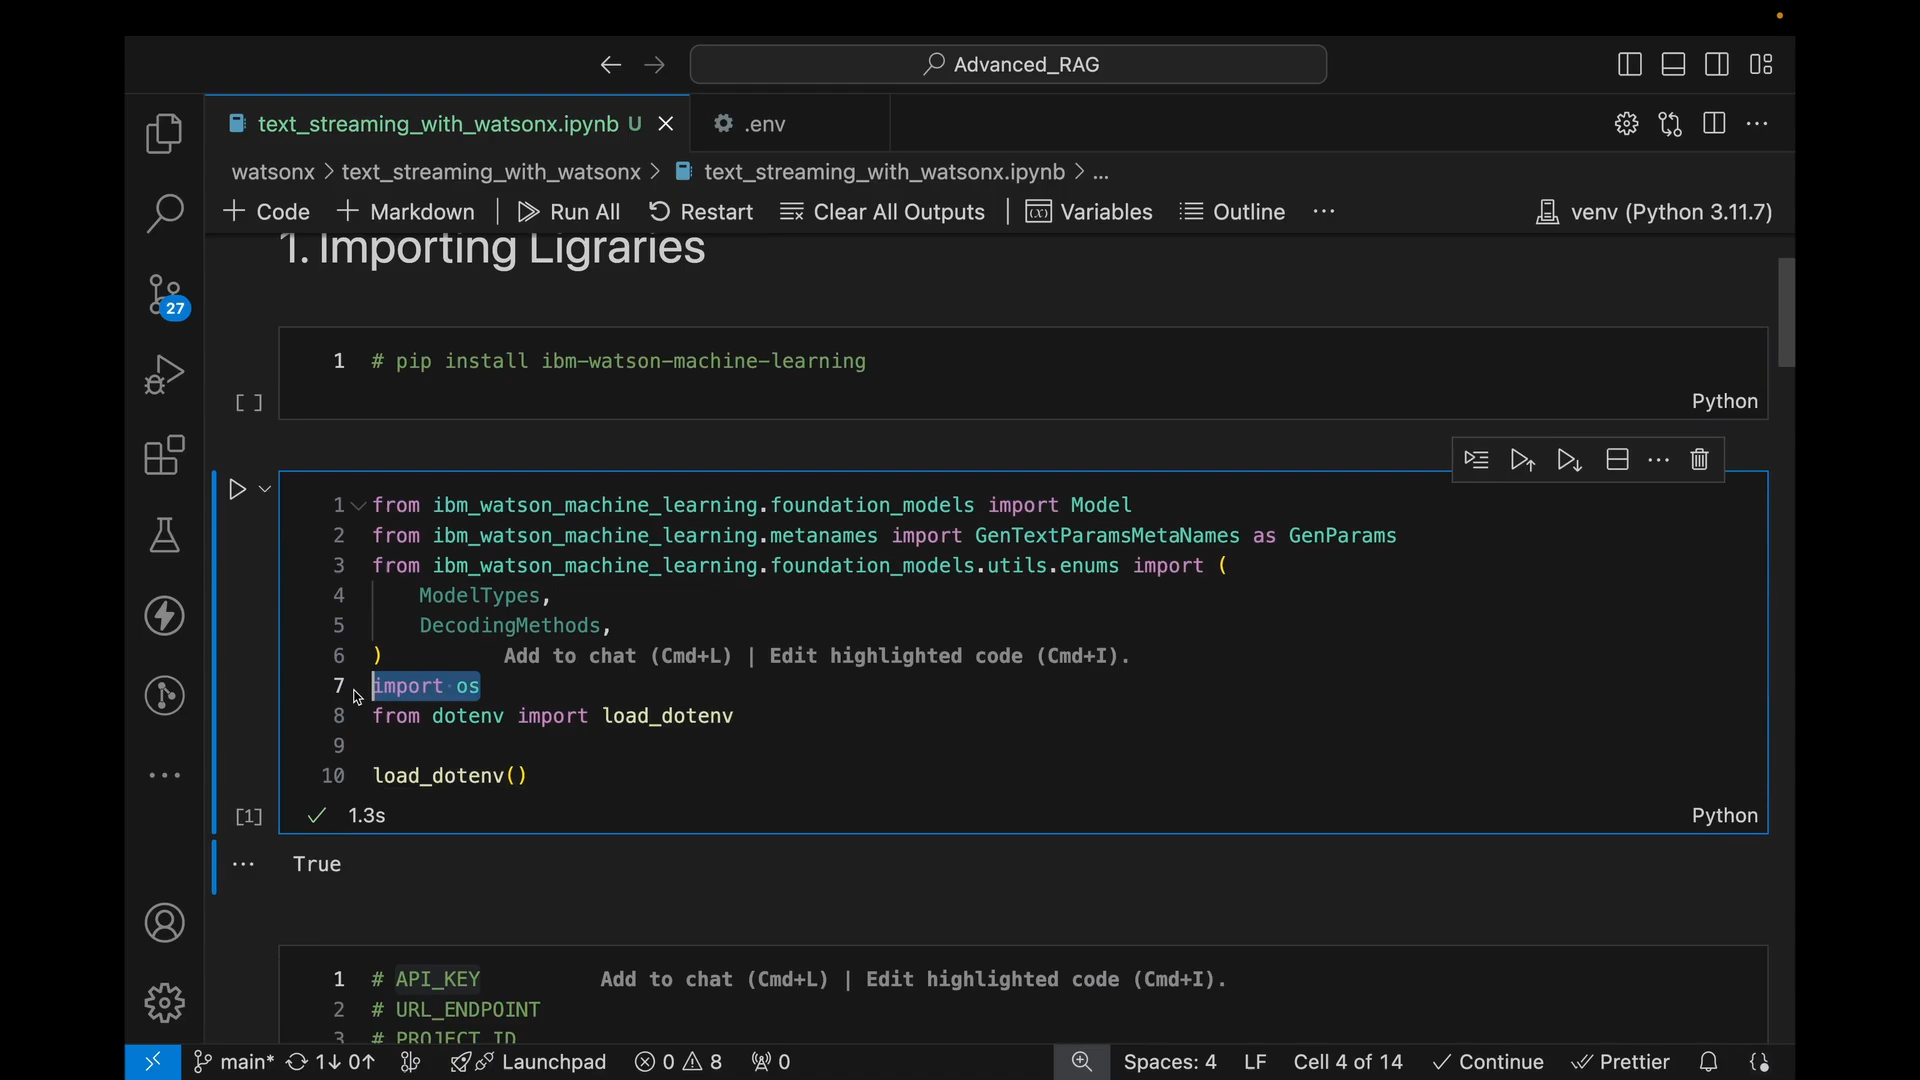 Advanced_RAG
text_streaming_with_watsonx.ipynb U
.env
watsonx > text_streaming_with_watsonx > text_streaming_with_watsonx.ipynb > ...
Code Markdown Run All Restart Clear All Outputs Variables Outline ... venv (Python 3.11.7)
27
1. Importing Ligraries
1 # pip install ibm-watson-machine-learning
[ ]
Python
1 from ibm_watson_machine_learning.foundation_models import Model
2 from ibm_watson_machine_learning.metanames import GenTextParamsMetaNames as GenParams
3 from ibm_watson_machine_learning.foundation_models.utils.enums import (
4 ModelTypes,
5 DecodingMethods,
6 ) Add to chat (Cmd+L) | Edit highlighted code (Cmd+I).
7 import os
8 from dotenv import load_dotenv
9
10 load_dotenv()
[1] 1.3s Python
... True
1 # API_KEY Add to chat (Cmd+L) | Edit highlighted code (Cmd+I).
2 # URL_ENDPOINT
3 # PROJECT_ID
main* 1↓ 0↑ Launchpad 0 8 0 Spaces: 4 LF Cell 4 of 14 Continue Prettier